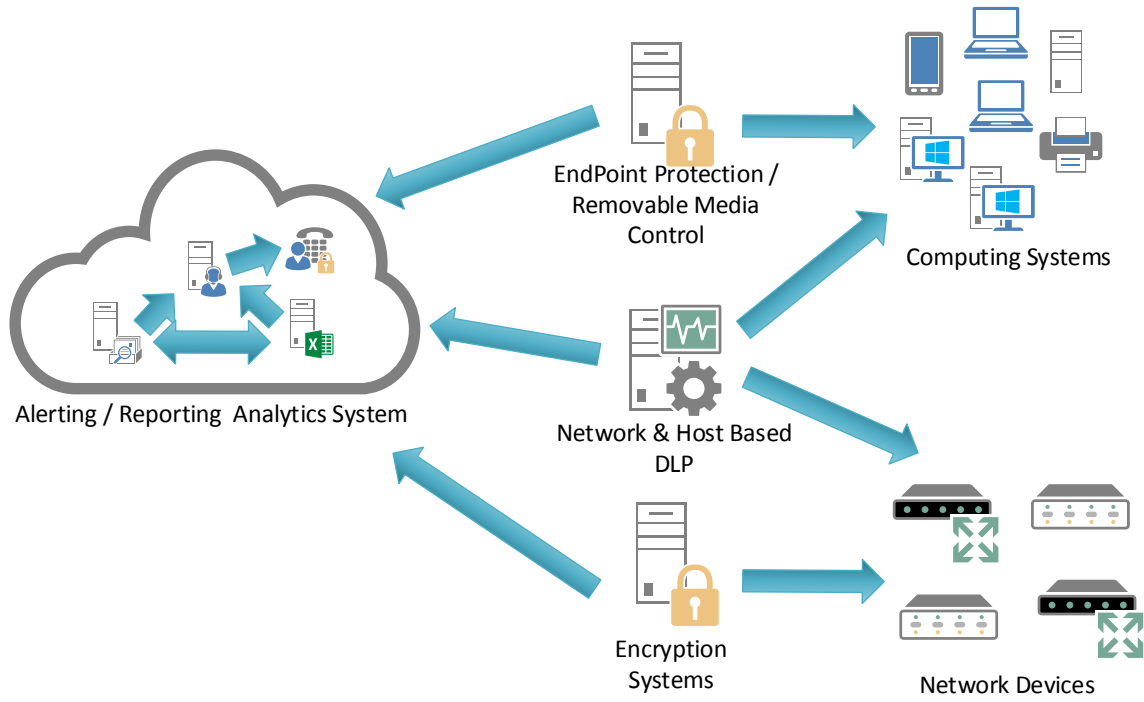 EndPoint Protection /
Removable Media
Control
Computing Systems
Alerting / Reporting  Analytics System
Network & Host Based
DLP
Encryption
Systems
Network Devices
X